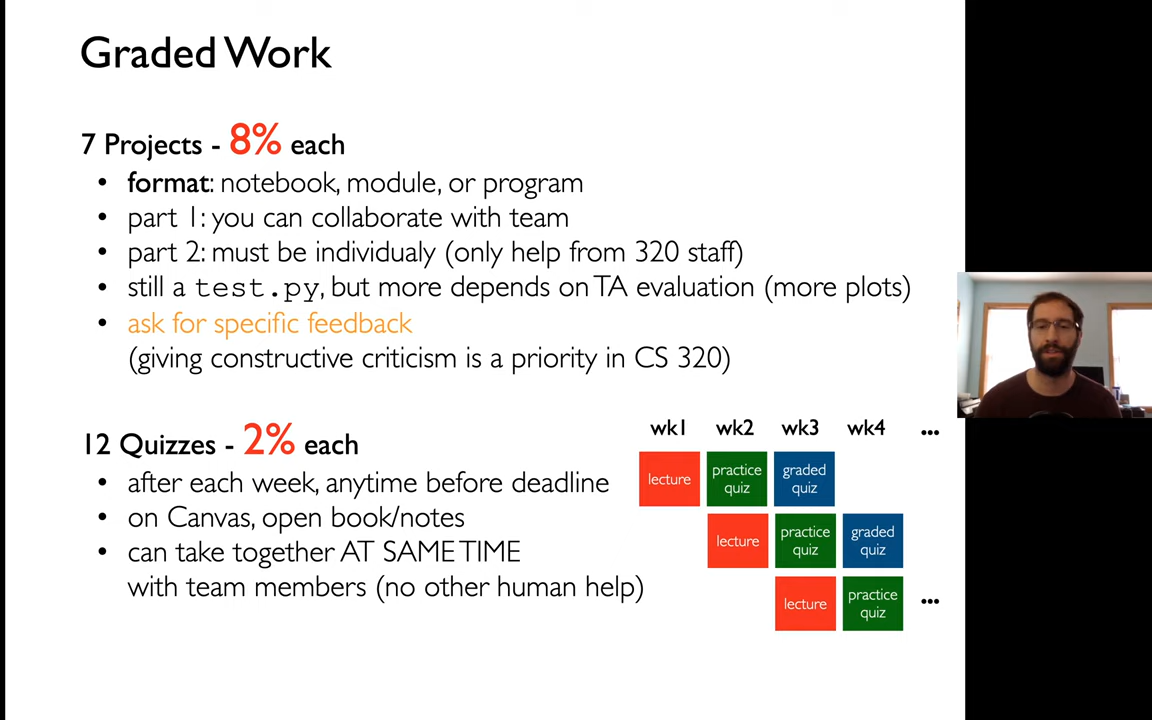 Graded Work
7 Projects - 8% each
• format: notebook, module, or program
• part 1: you can collaborate with team
• part 2: must be individualy (only help from 320 staff)
• still a test.py, but more depends on TA evaluation (more plots)
• ask for specific feedback
(giving constructive criticism is a priority in CS 320)
12 Quizzes - 2% each
• after each week, anytime before deadline
• on Canvas, open book/notes
• can take together AT SAME TIME
with team members (no other human help)
wk1 wk2 wk3 wk4 ...
lecture practice quiz graded quiz
lecture practice quiz graded quiz
lecture practice quiz ...